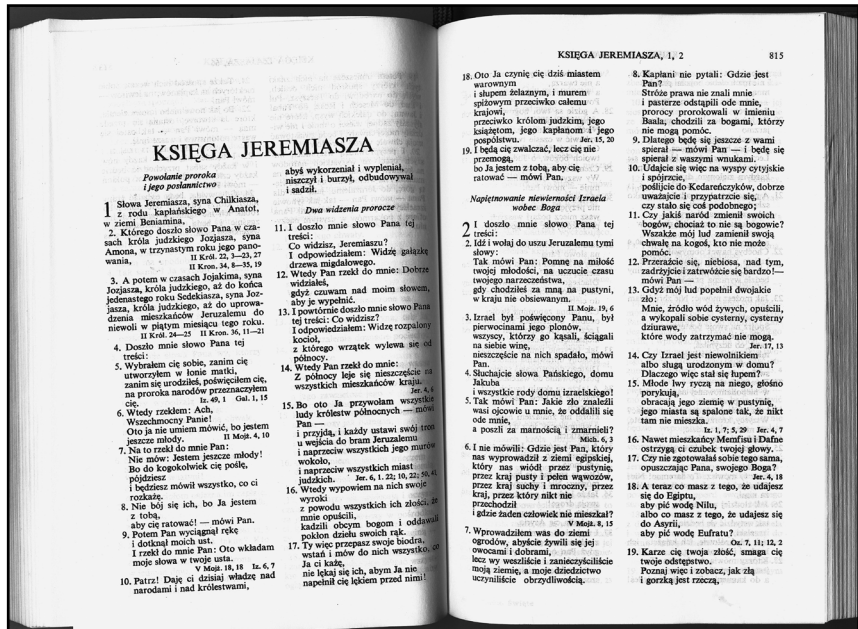 KSIĘGA JEREMIASZA
Powołanie proroka
i jego posłannictwo
1 Słowa Jeremiasza, syna Chilkiasza,
z rodu kapłańskiego w Anatot,
w ziemi Beniamina,
2. Którego doszło słowo Pana w cza-
sach króla judzkiego Jozjasza, syna
Amona, w trzynastym roku jego pano-
wania,
II Król. 22, 3—23, 27
II Kron. 34, 8—35, 19
3. A potem w czasach Jojakima, syna
Jozjasza, króla judzkiego, aż do końca
jedenastego roku Sedekiasza, syna Joz-
jasza, króla judzkiego, aż do uprowa-
dzenia mieszkańców Jeruzalemu do
niewoli w piątym miesiącu tego roku.
II Król. 24—25 II Kron. 36, 11—21
4. Doszło mnie słowo Pana tej
treści:
5. Wybrałem cię sobie, zanim cię
utworzyłem w łonie matki,
zanim się urodziłeś, poświęciłem cię,
na proroka narodów przeznaczyłem
cię.
Iz. 49, 1 Gal. 1, 15
6. Wtedy rzekłem: Ach,
Wszechmocny Panie!
Oto ja nie umiem mówić, bo jestem
jeszcze młody.
II Mojż. 4, 10
7. Na to rzekł do mnie Pan:
Nie mów: Jestem jeszcze młody!
Bo do kogokolwiek cię poślę,
pójdziesz
i będziesz mówił wszystko, co ci
rozkażę.
8. Nie bój się ich, bo Ja jestem
z tobą,
aby cię ratować! — mówi Pan.
9. Potem Pan wyciągnął rękę
i dotknął moich ust.
I rzekł do mnie Pan: Oto wkładam
moje słowa w twoje usta.
V Mojż. 18, 18 Iz. 6, 7
10. Patrz! Daję ci dzisiaj władzę nad
narodami i nad królestwami,
abyś wykorzeniał i wypleniał,
niszczył i burzył, odbudowywał
i sadził.
Dwa widzenia prorocze
11. I doszło mnie słowo Pana tej
treści:
Co widzisz, Jeremiaszu?
I odpowiedziałem: Widzę gałązkę
drzewa migdałowego.
12. Wtedy Pan rzekł do mnie: Dobrze
widziałeś,
gdyż czuwam nad moim słowem,
aby je wypełnić.
13. I powtórnie doszło mnie słowo Pana
tej treści: Co widzisz?
I odpowiedziałem: Widzę rozpalony
kocioł,
z którego wrzątek wylewa się od
północy.
14. Wtedy Pan rzekł do mnie:
Z północy leje się nieszczęście na
wszystkich mieszkańców kraju.
Jer. 4, 6
15. Bo oto Ja przywołam wszystkie
ludy królestw północnych — mówi
Pan —
i przyjdą, i każdy ustawi swój tron
u wejścia do bram Jeruzalemu
i naprzeciw wszystkich jego murów
wokoło,
i naprzeciw wszystkich miast
judzkich.
Jer. 6, 1. 22; 10, 22; 50, 41
16. Wtedy wypowiem na nich swoje
wyroki
z powodu wszystkich ich złości, że
mnie opuścili,
kadzili obcym bogom i oddawali
pokłon dziełu swoich rąk.
17. Ty więc przepasz swoje biodra,
wstań i mów do nich wszystko, co
Ja ci każę,
nie lękaj się ich, abym Ja nie
napełnił cię lękiem przed nimi!
KSIĘGA JEREMIASZA, 1, 2
815
18. Oto Ja czynię cię dziś miastem
warownym
i słupem żelaznym, i murem
spiżowym przeciwko całemu
krajowi,
przeciwko królom judzkim, jego
książętom, jego kapłanom i jego
pospólstwu.
Jer. 15, 20
19. I będą cię zwalczać, lecz cię nie
przemogą,
bo Ja jestem z tobą, aby cię
ratować — mówi Pan.
Napiętnowanie niewierności Izraela
wobec Boga
2 I doszło mnie słowo Pana tej
treści:
2. Idź i wołaj do uszu Jeruzalemu tymi
słowy:
Tak mówi Pan: Pomnę na miłość
twojej młodości, na uczucie czasu
twojego narzeczeństwa,
gdy chodziłaś za mną na pustyni,
w kraju nie obsiewanym.
II Mojż. 19, 6
3. Izrael był poświęcony Panu, był
pierwocinami jego plonów,
wszyscy, którzy go kąsali, ściągali
na siebie winę,
nieszczęście na nich spadało, mówi
Pan.
4. Słuchajcie słowa Pańskiego, domu
Jakuba
i wszystkie rody domu izraelskiego!
5. Tak mówi Pan: Jakie zło znaleźli
wasi ojcowie u mnie, że oddalili się
ode mnie,
a poszli za marnością i zmarnieli?
Mich. 6, 3
6. I nie mówili: Gdzie jest Pan, który
nas wyprowadził z ziemi egipskiej,
który nas wiódł przez pustynię,
przez kraj pusty i pełen wąwozów,
przez kraj suchy i mroczny, przez
kraj, przez który nikt nie
przechodził
i gdzie żaden człowiek nie mieszkał?
V Mojż. 8, 15
7. Wprowadziłem was do ziemi
ogrodów, abyście żywili się jej
owocami i dobrami,
lecz wy weszliście i zanieczyściliście
moją ziemię, a moje dziedzictwo
uczyniliście obrzydliwością.
8. Kapłani nie pytali: Gdzie jest
Pan?
Stróże prawa nie znali mnie
i pasterze odstąpili ode mnie,
prorocy prorokowali w imieniu
Baala, chodzili za bogami, którzy
nie mogą pomóc.
9. Dlatego będę się jeszcze z wami
spierał — mówi Pan — i będę się
spierał z waszymi wnukami.
10. Udajcie się więc na wyspy cytyjskie
i spójrzcie,
poślijcie do Kedareńczyków, dobrze
uważajcie i przypatrzcie się,
czy stało się coś podobnego;
11. Czy jakiś naród zmienił swoich
bogów, chociaż to nie są bogowie?
Wszakże mój lud zamienił swoją
chwałę na kogoś, kto nie może
pomóc.
12. Przeraźcie się, niebiosa, nad tym,
zadrżyjcie i zatrwóżcie się bardzo!—
mówi Pan —
13. Gdyż mój lud popełnił dwojakie
zło:
Mnie, źródło wód żywych, opuścili,
a wykopali sobie cysterny, cysterny
dziurawe,
które wody zatrzymać nie mogą.
Jer. 17, 13
14. Czy Izrael jest niewolnikiem
albo sługą urodzonym w domu?
Dlaczego więc stał się łupem?
15. Młode lwy ryczą na niego, głośno
porykują,
obracają jego ziemię w pustynię,
jego miasta są spalone tak, że nikt
tam nie mieszka.
Iz. 1, 7; 5, 29 Jer. 4, 7
16. Nawet mieszkańcy Memfisu i Dafne
ostrzygą ci czubek twojej głowy.
17. Czy nie zgotowałaś sobie tego sama,
opuszczając Pana, swojego Boga?
Jer. 4, 18
18. A teraz co masz z tego, że udajesz
się do Egiptu,
aby pić wodę Nilu,
albo co masz z tego, że udajesz się
do Asyrii,
aby pić wodę Eufratu?
Oz. 7, 11; 12, 2
19. Karze cię twoja złość, smaga cię
twoje odstępstwo.
Poznaj więc i zobacz, jak złą
i gorzką jest rzeczą,